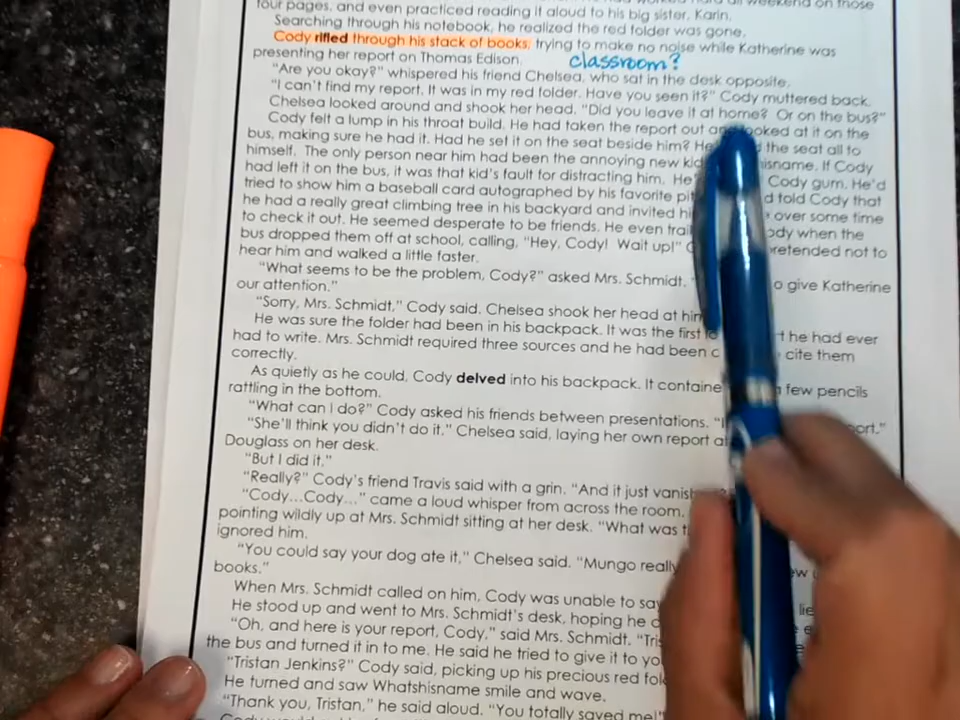 four pages, and even practiced reading it aloud to his big sister, Karin.
Searching through his notebook, he realized the red folder was gone.
Cody rifled through his stack of books, trying to make no noise while Katherine was
presenting her report on Thomas Edison. classroom?
"Are you okay?" whispered his friend Chelsea, who sat in the desk opposite.
"I can't find my report. It was in my red folder. Have you seen it?" Cody muttered back.
Chelsea looked around and shook her head. "Did you leave it at home? Or on the bus?"
Cody felt a lump in his throat build. He had taken the report out and looked at it on the
bus, making sure he had it. Had he set it on the seat beside him? He the seat all to
himself. The only person near him had been the annoying new kid If Cody
had left it on the bus, it was that kid's fault for distracting him. He Cody gum. He'd
tried to show him a baseball card autographed by his favorite told Cody that
he had a really great climbing tree in his backyard and invited over some time
to check it out. He seemed desperate to be friends. He even when the
bus dropped them off at school, calling, "Hey, Cody! Wait up!" not to
hear him and walked a little faster.
"What seems to be the problem, Cody?" asked Mrs. Schmidt. give Katherine
our attention."
"Sorry, Mrs. Schmidt," Cody said. Chelsea shook her head at
He was sure the folder had been in his backpack. It was the he had ever
had to write. Mrs. Schmidt required three sources and he had been cite them
correctly.
As quietly as he could, Cody delved into his backpack. It few pencils
rattling in the bottom.
"What can I do?" Cody asked his friends between presentations.
"She'll think you didn't do it," Chelsea said, laying her own report
Douglass on her desk.
"But I did it."
"Really?" Cody's friend Travis said with a grin. "And it just
"Cody...Cody..." came a loud whisper from across the room.
pointing wildly up at Mrs. Schmidt sitting at her desk. "What was
ignored him.
"You could say your dog ate it," Chelsea said. "Mungo
books."
When Mrs. Schmidt called on him, Cody was unable to
He stood up and went to Mrs. Schmidt's desk, hoping he
"Oh, and here is your report, Cody," said Mrs. Schmidt.
the bus and turned it in to me. He said he tried to give it to
"Tristan Jenkins?" Cody said, picking up his precious red
He turned and saw Whatshisname smile and wave.
"Thank you, Tristan," he said aloud. "You totally saved me!"